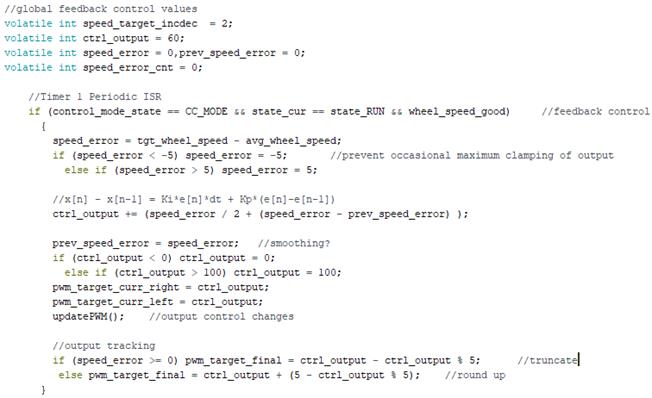 //global feedback control values
volatile int speed_target_incdec  = 2;
volatile int ctrl_output = 60;
volatile int speed_error = 0,prev_speed_error = 0;
volatile int speed_error_cnt = 0;
//Timer 1 Periodic ISR
if (control_mode_state == CC_MODE && state_cur == state_RUN && wheel_speed_good)     //feedback control
{
speed_error = tgt_wheel_speed - avg_wheel_speed;
if (speed_error < -5) speed_error = -5;       //prevent occasional maximum clamping of output
else if (speed_error > 5) speed_error = 5;
//x[n] - x[n-1] = Ki*e[n]*dt + Kp*(e[n]-e[n-1])
ctrl_output += (speed_error / 2 + (speed_error - prev_speed_error) );
prev_speed_error = speed_error;   //smoothing?
if (ctrl_output < 0) ctrl_output = 0;
else if (ctrl_output > 100) ctrl_output = 100;
pwm_target_curr_right = ctrl_output;
pwm_target_curr_left = ctrl_output;
updatePWM();    //output control changes
//output tracking
if (speed_error >= 0) pwm_target_final = ctrl_output - ctrl_output % 5;      //truncate
else pwm_target_final = ctrl_output + (5 - ctrl_output % 5);    //round up
}